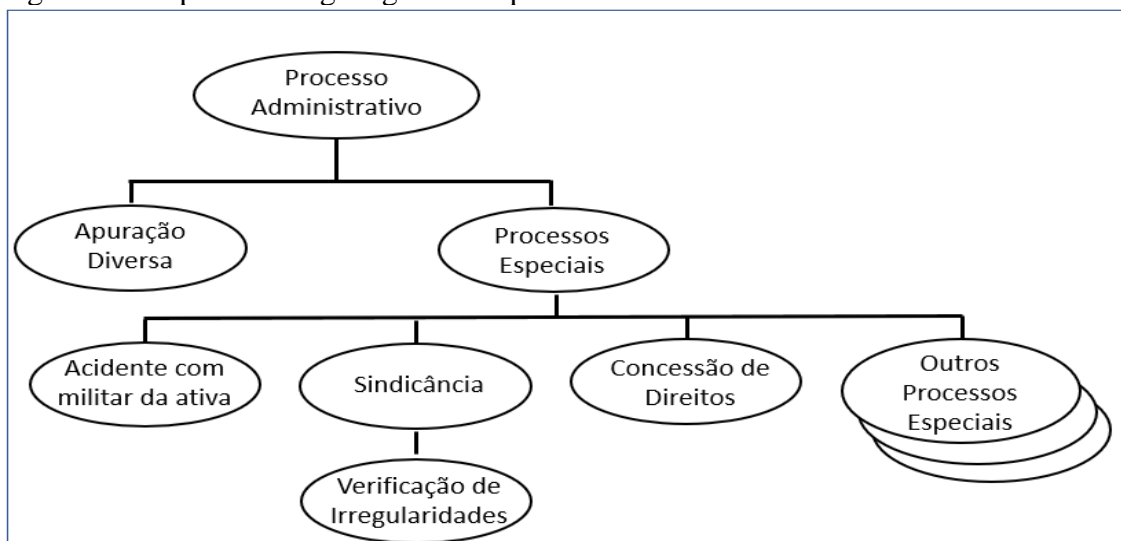 Processo
Administrativo
Apuração
Diversa
Processos
Especiais
Acidente com
militar da ativa
Sindicância
Concessão de
Direitos
Outros
Processos
Especiais
Verificação de
Irregularidades